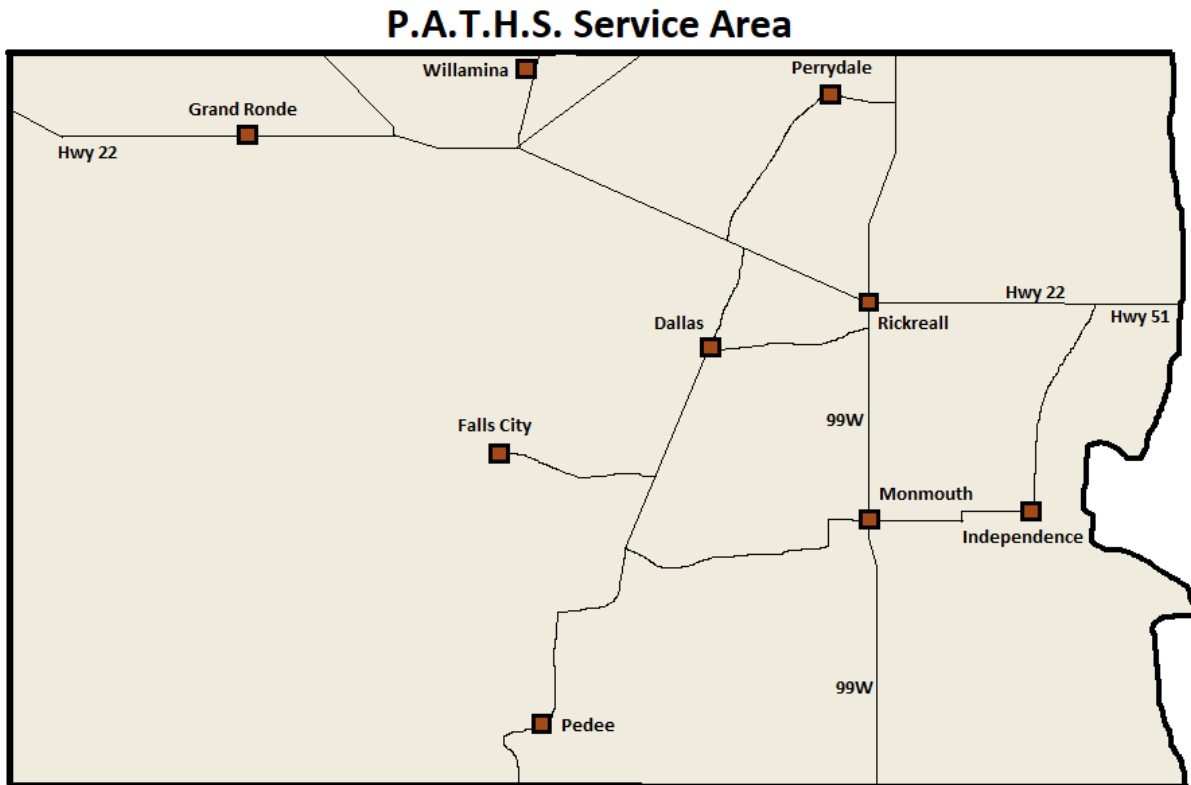 P.A.T.H.S. Service Area
Willamina
Perrydale
Grand Ronde
Hwy 22
Hwy 22
Hwy 51
Dallas
Rickreall
99W
Falls City
Monmouth
Independence
99W
Pedee